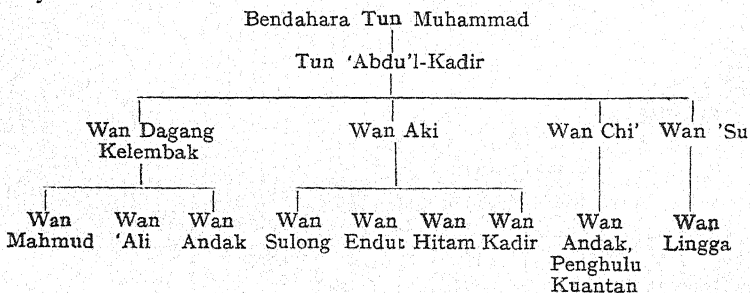 Bendahara Tun Muhammad
Tun 'Abdu'l-Kadir
Wan Dagang Kelembak
Wan Aki
Wan Chi'
Wan 'Su
Wan Mahmud
Wan 'Ali
Wan Andak
Wan Sulong
Wan Endut
Wan Hitam
Wan Kadir
Wan Andak, Penghulu Kuantan
Wan Lingga